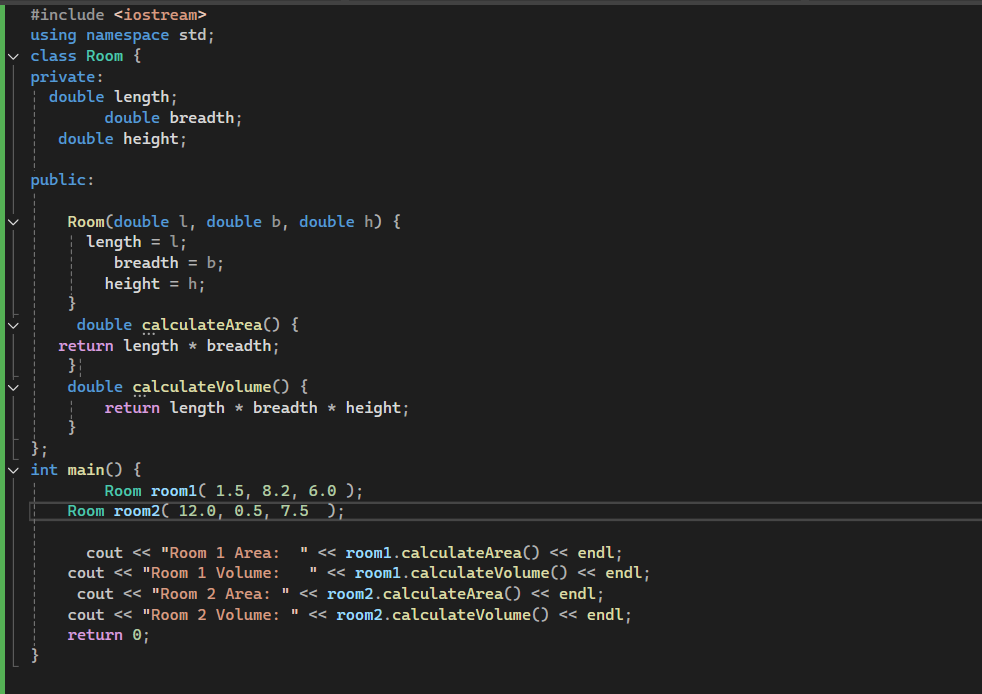 #include <iostream>
using namespace std;
class Room {
private:
  double length;
        double breadth;
   double height;

public:

    Room(double l, double b, double h) {
      length = l;
         breadth = b;
        height = h;
    }
     double calculateArea() {
   return length * breadth;
    }
    double calculateVolume() {
        return length * breadth * height;
    }
};
int main() {
        Room room1( 1.5, 8.2, 6.0 );
    Room room2( 12.0, 0.5, 7.5  );

      cout << "Room 1 Area:  " << room1.calculateArea() << endl;
    cout << "Room 1 Volume:   " << room1.calculateVolume() << endl;
     cout << "Room 2 Area: " << room2.calculateArea() << endl;
    cout << "Room 2 Volume: " << room2.calculateVolume() << endl;
    return 0;
}